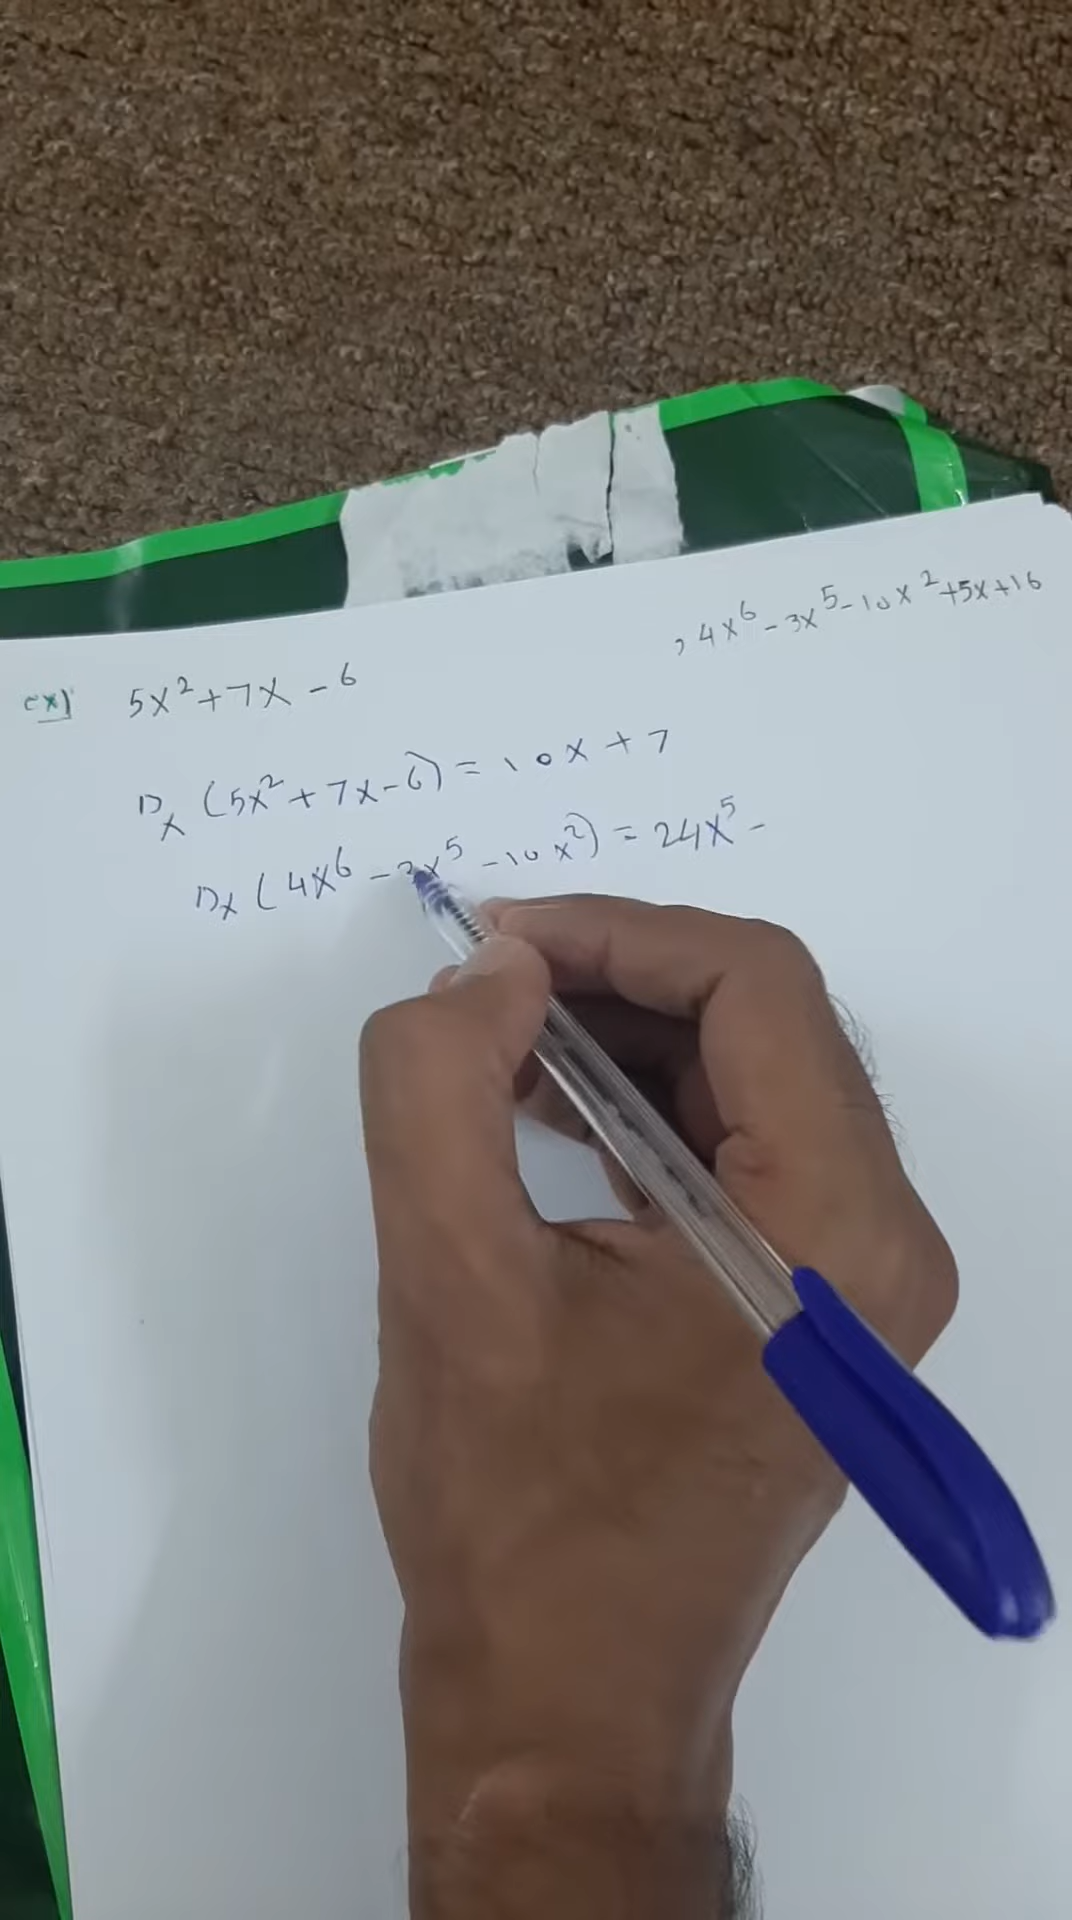 , 4x⁶ - 3x⁵ - 10x² + 5x + 16
ex) 5x² + 7x - 6
Dx (5x² + 7x - 6) = 10x + 7
Dx (4x⁶ - 3x⁵ - 10x²) = 24x⁵ -